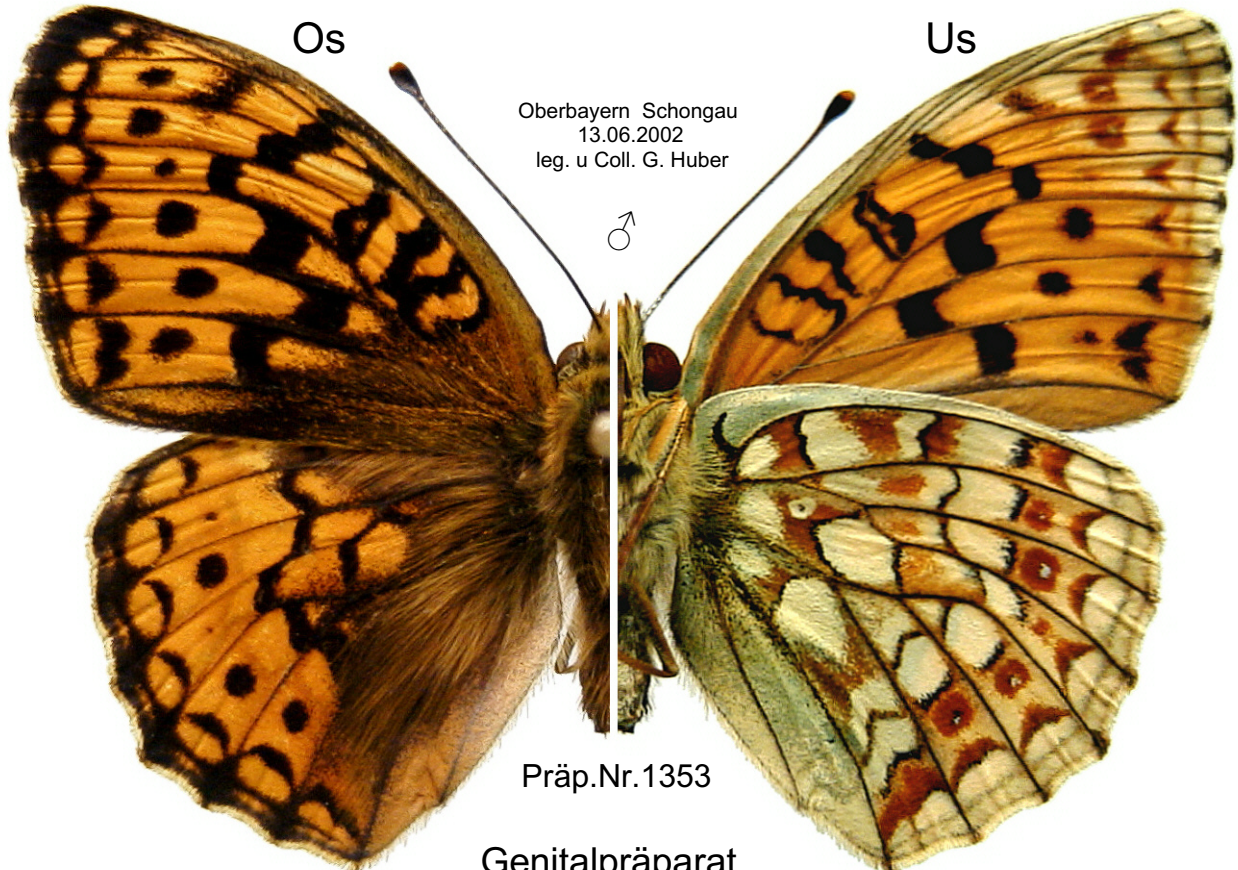 Os
Us
Oberbayern Schongau
13.06.2002
leg. u Coll. G. Huber
♂
Präp.Nr.1353
Genitalpräparat